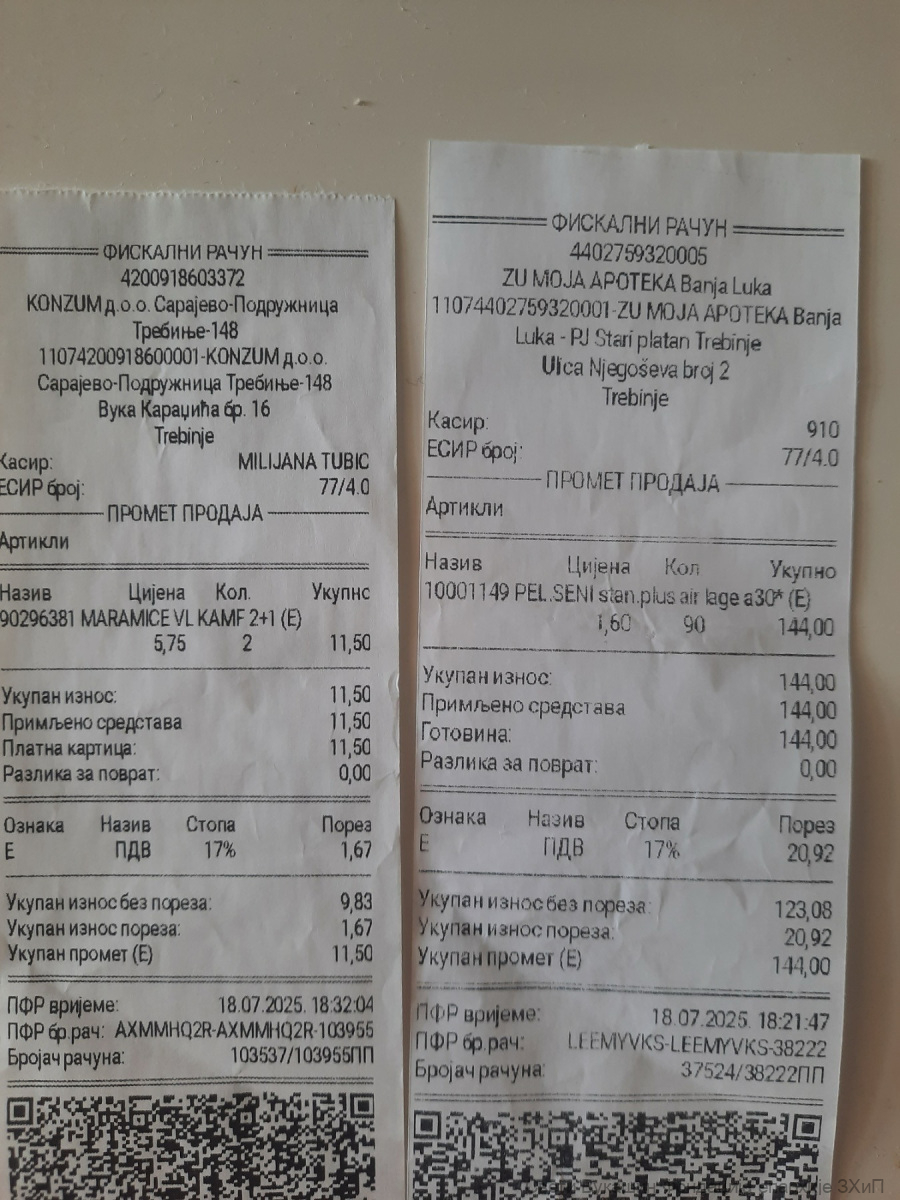 ФИСКАЛНИ РАЧУН
4200918603372
KONZUM д.о.о. Сарајево-Подружница
Требиње-148
11074200918600001-KONZUM д.о.о.
Сарајево-Подружница Требиње-148
Вука Караџића бр. 16
Trebinje
Касир: MILIJANA TUBIC
ЕСИР број: 77/4.0
ПРОМЕТ ПРОДАЈА
Артикли
Назив Цијена Кол. Укупнс
90296381 MARAMICE VL KAMF 2+1 (Е)
5,75 2 11,50
Укупан износ: 11,50
Примљено средстава 11,50
Платна картица: 11,50
Разлика за поврат: 0,00
Ознака Назив Стопа Порез
Е ПДВ 17% 1,67
Укупан износ без пореза: 9,83
Укупан износ пореза: 1,67
Укупан промет (Е) 11,50
ПФР вријеме: 18.07.2025. 18:32:04
ПФР бр.рач: AXMMHQ2R-AXMMHQ2R-103955
Бројач рачуна: 103537/103955ПП
ФИСКАЛНИ РАЧУН
4402759320005
ZU MOJA APOTEKA Banja Luka
11074402759320001-ZU MOJA APOTEKA Banja
Luka - PJ Stari platan Trebinje
Ulica Njegoševa broj 2
Trebinje
Касир: 910
ЕСИР број: 77/4.0
ПРОМЕТ ПРОДАЈА
Артикли
Назив Цијена Кол Укупно
10001149 PEL.SENI stan.plus air lage a30* (Е)
1,60 90 144,00
Укупан износ: 144,00
Примљено средстава 144,00
Готовина: 144,00
Разлика за поврат: 0,00
Ознака Назив Стопа Порез
Е ПДВ 17% 20,92
Укупан износ без пореза: 123,08
Укупан износ пореза: 20,92
Укупан промет (Е) 144,00
ПФР вријеме: 18.07.2025. 18:21:47
ПФР бр.рач: LEEMYVKS-LEEMYVKS-38222
Бројач рачуна: 37524/38222ПП
ЗХиП